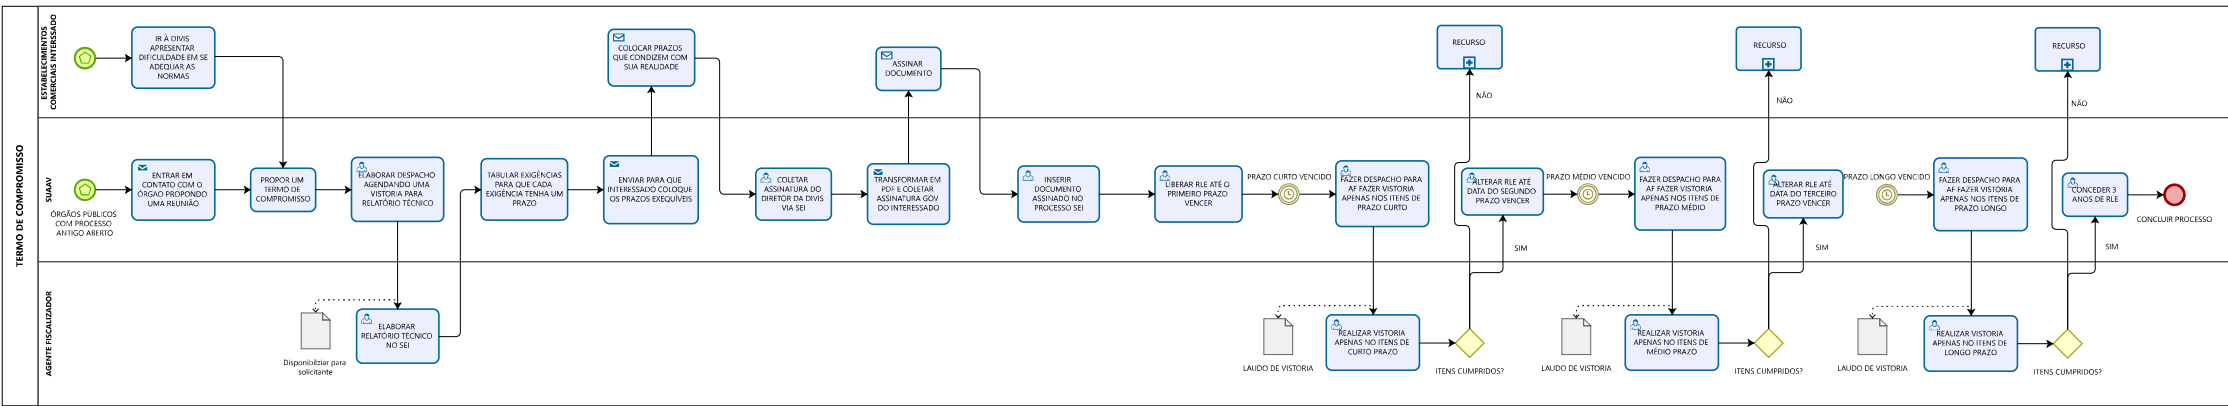 TERMO DE COMPROMISSO
ESTABELECIMENTOS
COMERCIAIS INTERSSADO
IR À DIVIS
APRESENTAR
DIFICULDADE EM SE
ADEQUAR AS
NORMAS
COLOCAR PRAZOS
QUE CONDIZEM COM
SUA REALIDADE
ASSINAR
DOCUMENTO
RECURSO
NÃO
RECURSO
NÃO
RECURSO
NÃO
SUAAV
ÓRGÃOS PÚBLICOS
COM PROCESSO
ANTIGO ABERTO
ENTRAR EM
CONTATO COM O
ÓRGAO PROPONDO
UMA REUNIÃO
PROPOR UM
TERMO DE
COMPROMISSO
ELABORAR DESPACHO
AGENDANDO UMA
VISTORIA PARA
RELATÓRIO TÉCNICO
TABULAR EXIGÊNCIAS
PARA QUE CADA
EXIGÊNCIA TENHA UM
PRAZO
ENVIAR PARA QUE
INTERESSADO COLOQUE
OS PRAZOS EXEQUÍVEIS
COLETAR
ASSINATURA DO
DIRETOR DA DIVIS
VIA SEI
TRANSFORMAR EM
PDF E COLETAR
ASSINATURA GOV
DO INTERESSADO
INSERIR
DOCUMENTO
ASSINADO NO
PROCESSO SEI
LIBERAR RLE ATÉ O
PRIMEIRO PRAZO
VENCER
PRAZO CURTO VENCIDO
FAZER DESPACHO PARA
AF FAZER VISTORIA
APENAS NOS ITENS DE
PRAZO CURTO
ALTERAR RLE ATÉ
DATA DO SEGUNDO
PRAZO VENCER
SIM
PRAZO MÉDIO VENCIDO
FAZER DESPACHO PARA
AF FAZER VISTORIA
APENAS NOS ITENS DE
PRAZO MÉDIO
ALTERAR RLE ATÉ
DATA DO TERCEIRO
PRAZO VENCER
SIM
PRAZO LONGO VENCIDO
FAZER DESPACHO PARA
AF FAZER VISTORIA
APENAS NOS ITENS DE
PRAZO LONGO
CONCEDER 3
ANOS DE RLE
SIM
CONCLUIR PROCESSO
AGENTE FISCALIZADOR
Disponibilziar para
solicitante
ELABORAR
RELATÓRIO TÉCNICO
NO SEI
LAUDO DE VISTORIA
REALIZAR VISTORIA
APENAS NO ITENS DE
CURTO PRAZO
ITENS CUMPRIDOS?
LAUDO DE VISTORIA
REALIZAR VISTORIA
APENAS NO ITENS DE
MÉDIO PRAZO
ITENS CUMPRIDOS?
LAUDO DE VISTORIA
REALIZAR VISTORIA
APENAS NO ITENS DE
LONGO PRAZO
ITENS CUMPRIDOS?